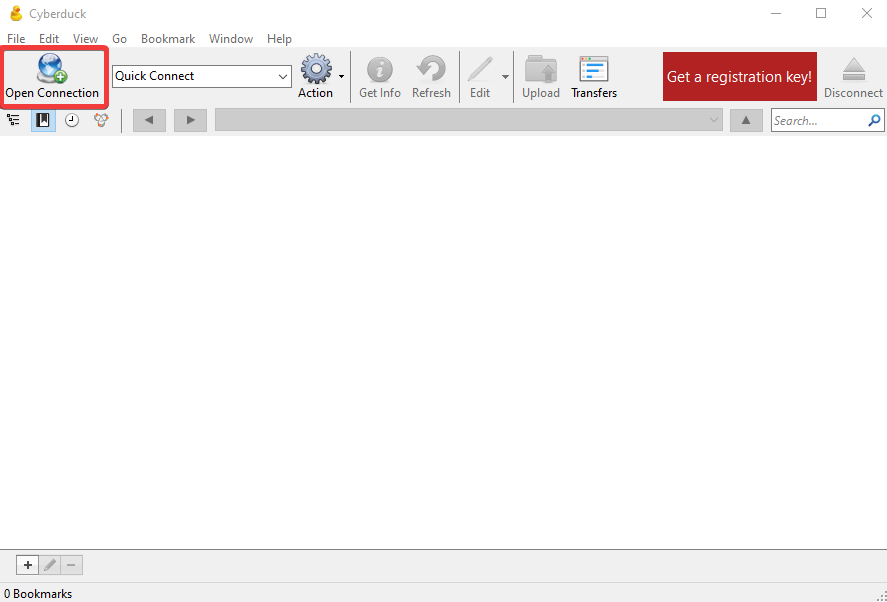 Cyberduck
File Edit View Go Bookmark Window Help
Open Connection
Quick Connect
Action
Get Info
Refresh
Edit
Upload
Transfers
Get a registration key!
Disconnect
Search...
0 Bookmarks